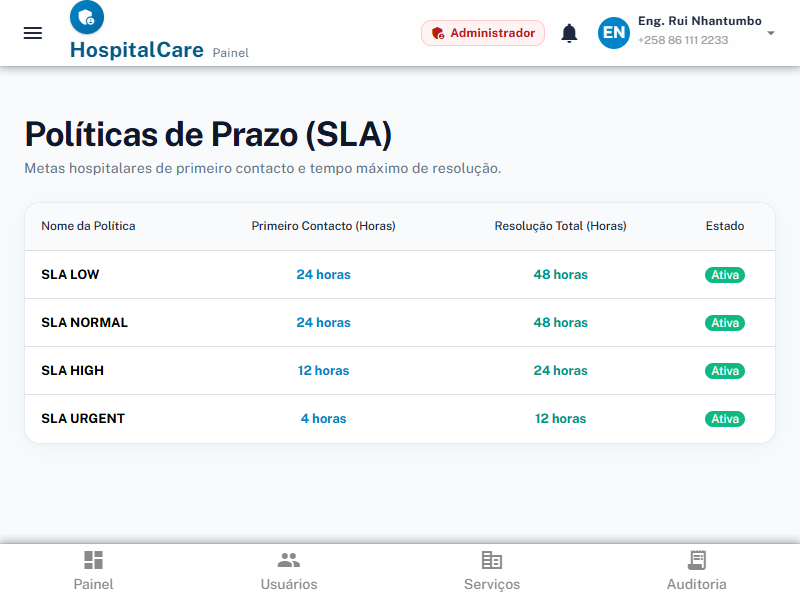 HospitalCare Painel
Administrador
EN
Eng. Rui Nhantumbo
+258 86 111 2233
Políticas de Prazo (SLA)
Metas hospitalares de primeiro contacto e tempo máximo de resolução.
Nome da Política Primeiro Contacto (Horas) Resolução Total (Horas) Estado
SLA LOW 24 horas 48 horas Ativa
SLA NORMAL 24 horas 48 horas Ativa
SLA HIGH 12 horas 24 horas Ativa
SLA URGENT 4 horas 12 horas Ativa
Painel Usuários Serviços Auditoria